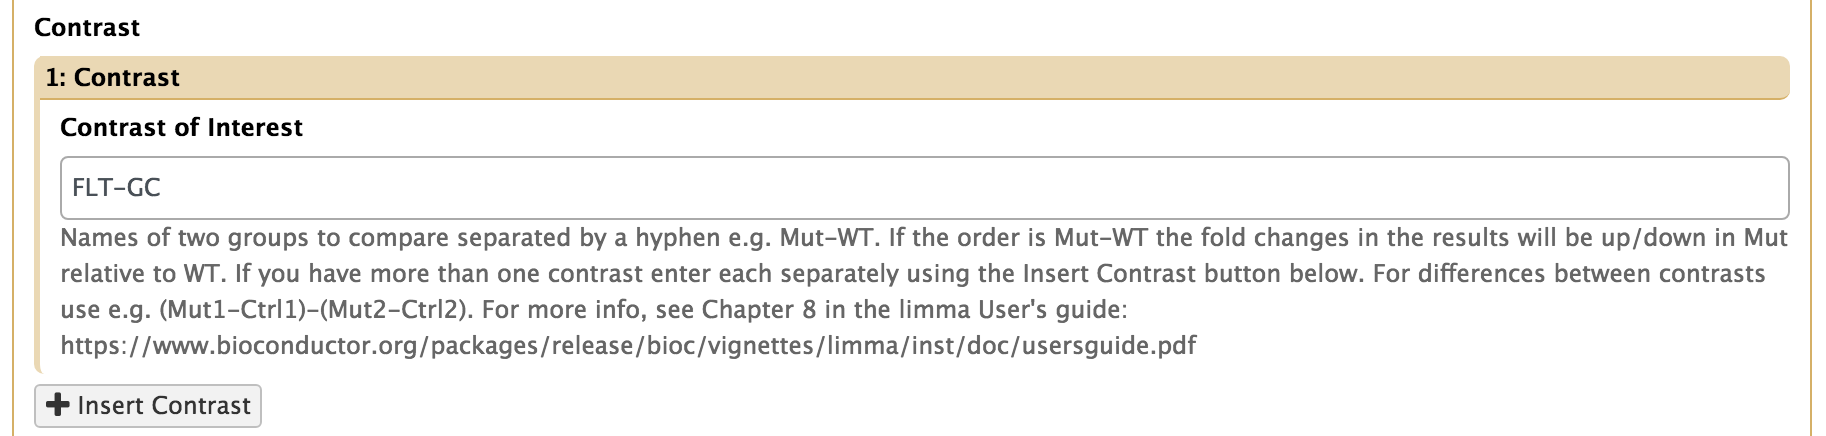 Contrast
1: Contrast
Contrast of Interest
FLT-GC
Names of two groups to compare separated by a hyphen e.g. Mut-WT. If the order is Mut-WT the fold changes in the results will be up/down in Mut
relative to WT. If you have more than one contrast enter each separately using the Insert Contrast button below. For differences between contrasts
use e.g. (Mut1-Ctrl1)-(Mut2-Ctrl2). For more info, see Chapter 8 in the limma User's guide:
https://www.bioconductor.org/packages/release/bioc/vignettes/limma/inst/doc/usersguide.pdf
Insert Contrast